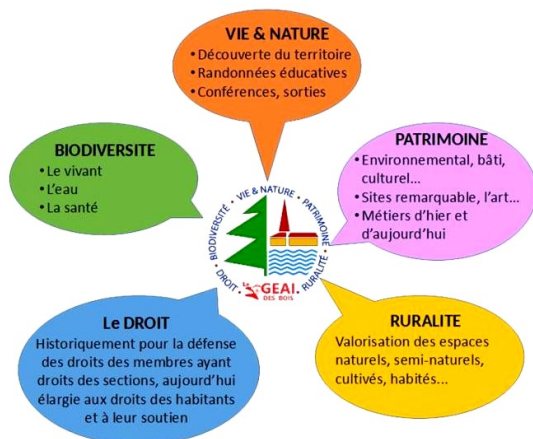 VIE & NATURE
• Découverte du territoire
• Randonnées éducatives
• Conférences, sorties
BIODIVERSITE
• Le vivant
• L'eau
• La santé
PATRIMOINE
• Environnemental, bâti,
culturel...
• Sites remarquable, l'art...
• Métiers d'hier et
d'aujourd'hui
BIODIVERSITÉ • VIE & NATURE • PATRIMOINE • RURALITÉ • DROIT •
Le GEAI
DES BOIS
Le DROIT
Historiquement pour la défense
des droits des membres ayant
droits des sections, aujourd'hui
élargie aux droits des habitants
et à leur soutien
RURALITE
Valorisation des espaces
naturels, semi-naturels,
cultivés, habités...